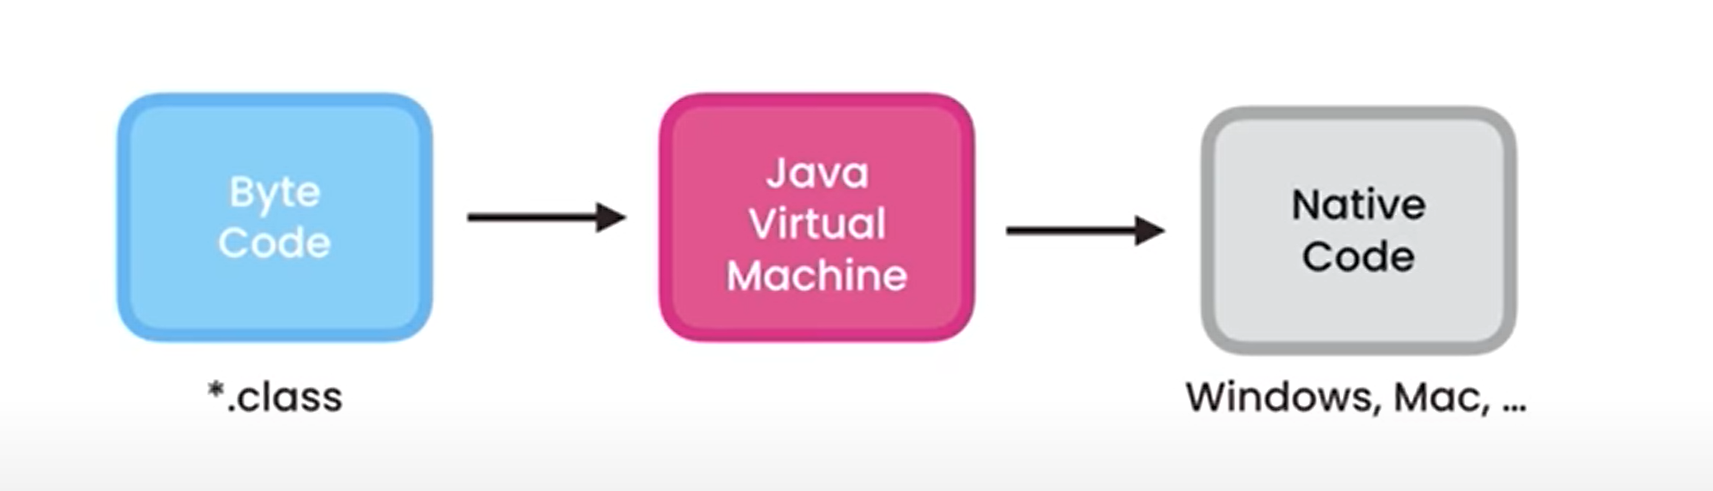 Byte
Code
Java
Virtual
Machine
Native
Code
*.class
Windows, Mac, ...